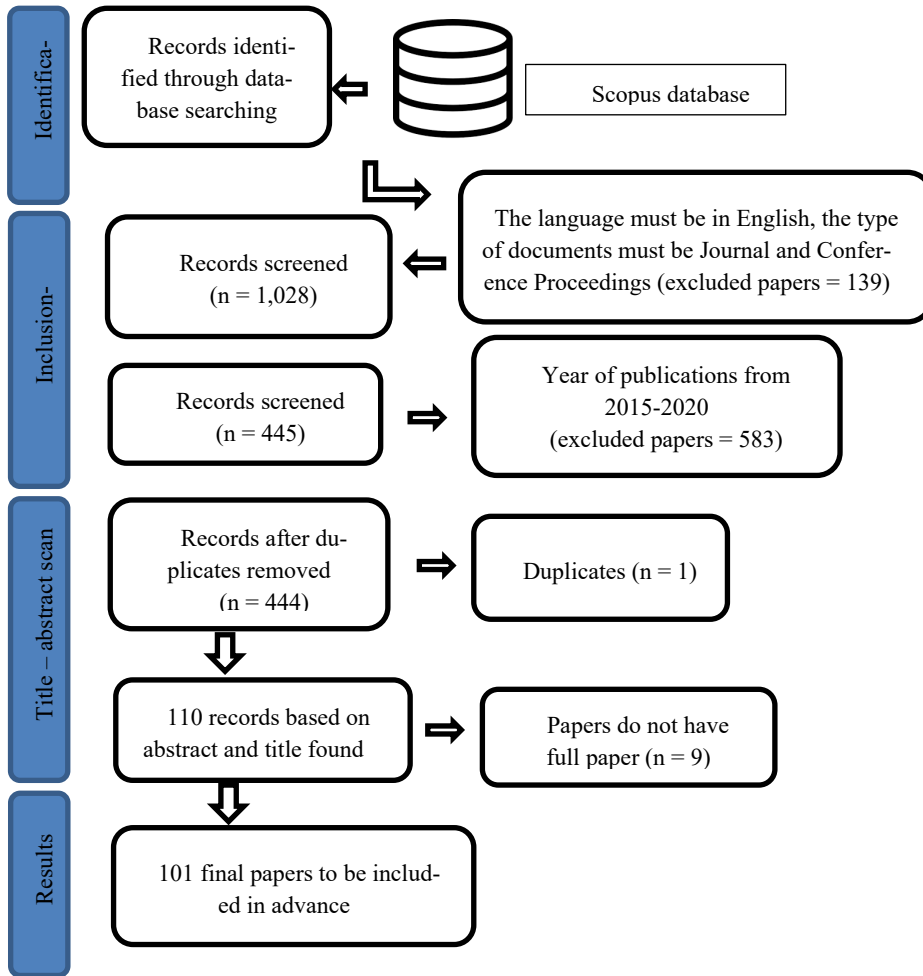 Identifica-
Records identi-
fied through data-
base searching
Scopus database
Inclusion-
The language must be in English, the type
of documents must be Journal and Confer-
ence Proceedings (excluded papers = 139)
Records screened
(n = 1,028)
Records screened
(n = 445)
Year of publications from
2015-2020
(excluded papers = 583)
Title – abstract scan
Records after du-
plicates removed
(n = 444)
Duplicates (n = 1)
110 records based on
abstract and title found
Papers do not have
full paper (n = 9)
Results
101 final papers to be includ-
ed in advance